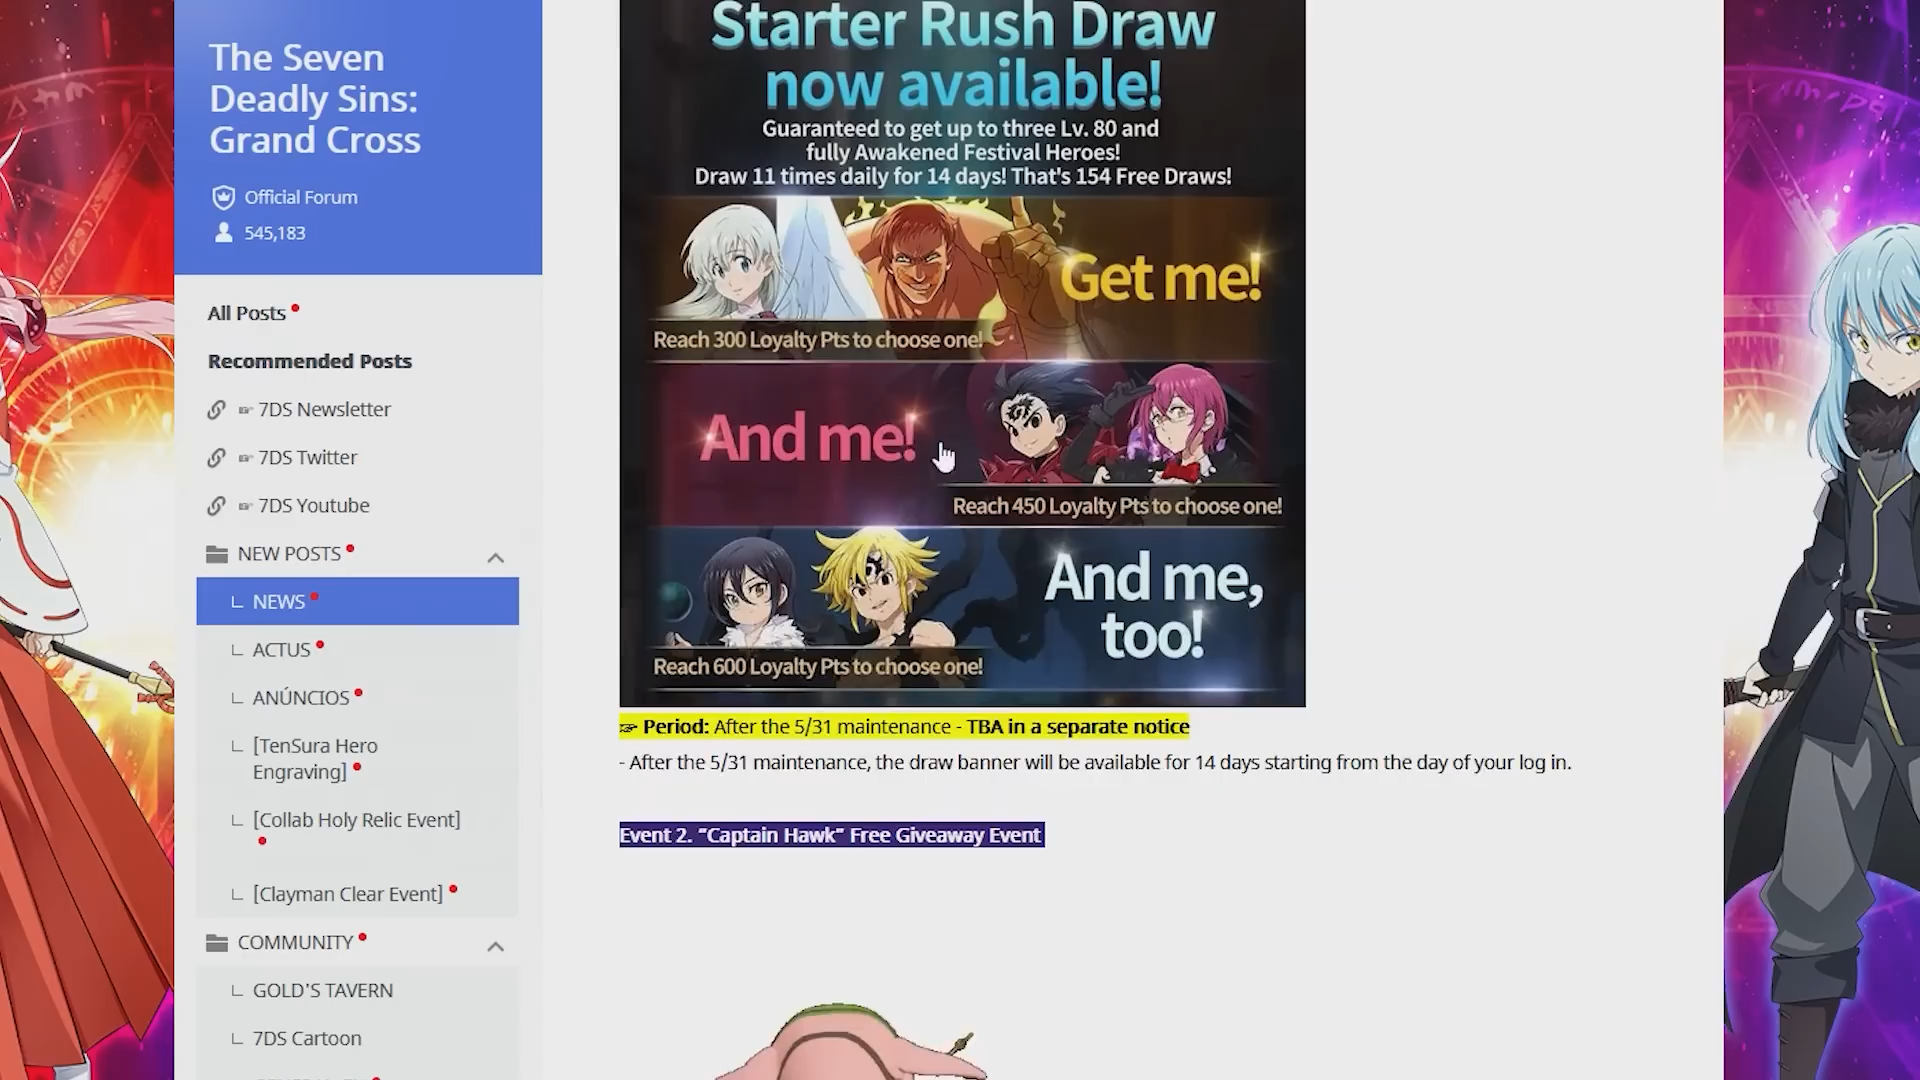 The Seven
Deadly Sins:
Grand Cross
Official Forum
545,183
All Posts
Recommended Posts
☞ 7DS Newsletter
☞ 7DS Twitter
☞ 7DS Youtube
NEW POSTS
NEWS
ACTUS
ANÚNCIOS
[TenSura Hero
Engraving]
[Collab Holy Relic Event]
[Clayman Clear Event]
COMMUNITY
GOLD'S TAVERN
7DS Cartoon
Starter Rush Draw
now available!
Guaranteed to get up to three Lv. 80 and
fully Awakened Festival Heroes!
Draw 11 times daily for 14 days! That's 154 Free Draws!
Get me!
Reach 300 Loyalty Pts to choose one!
And me!
Reach 450 Loyalty Pts to choose one!
And me,
too!
Reach 600 Loyalty Pts to choose one!
☞ Period: After the 5/31 maintenance - TBA in a separate notice
- After the 5/31 maintenance, the draw banner will be available for 14 days starting from the day of your log in.
Event 2. "Captain Hawk" Free Giveaway Event